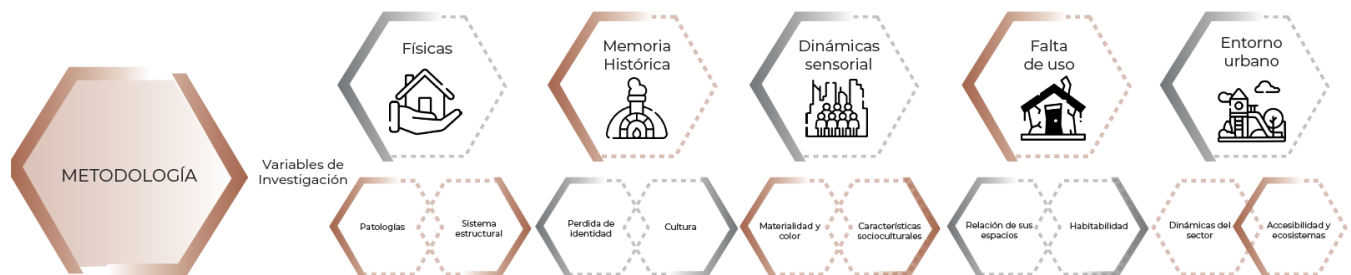 METODOLOGÍA
Variables de
Investigación
Físicas
Memoria
Histórica
Dinámicas
sensorial
Falta
de uso
Entorno
urbano
Patologías
Sistema
estructural
Perdida de
identidad
Cultura
Materialidad y
color
Características
socioculturales
Relación de sus
espacios
Habitabilidad
Dinámicas del
sector
Accesibilidad y
ecosistemas